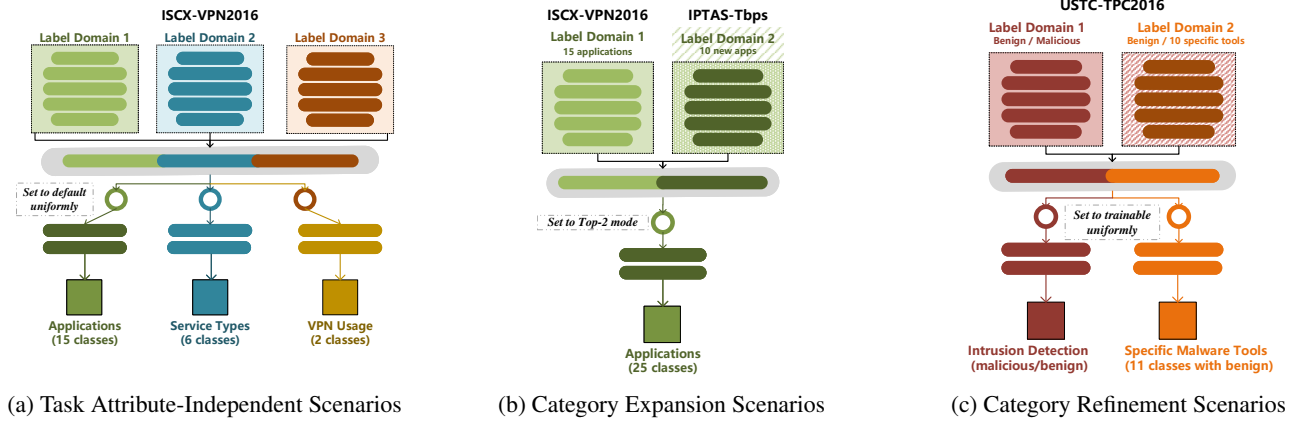 ISCX-VPN2016
Label Domain 1
Label Domain 2
Label Domain 3
Set to default
uniformly
Applications
(15 classes)
Service Types
(6 classes)
VPN Usage
(2 classes)
(a) Task Attribute-Independent Scenarios
ISCX-VPN2016
IPTAS-Tbps
Label Domain 1
15 applications
Label Domain 2
10 new apps
Set to Top-2 mode
Applications
(25 classes)
(b) Category Expansion Scenarios
USTC-TPC2016
Label Domain 1
Benign / Malicious
Label Domain 2
Benign / 10 specific tools
Set to trainable
uniformly
Intrusion Detection
(malicious/benign)
Specific Malware Tools
(11 classes with benign)
(c) Category Refinement Scenarios